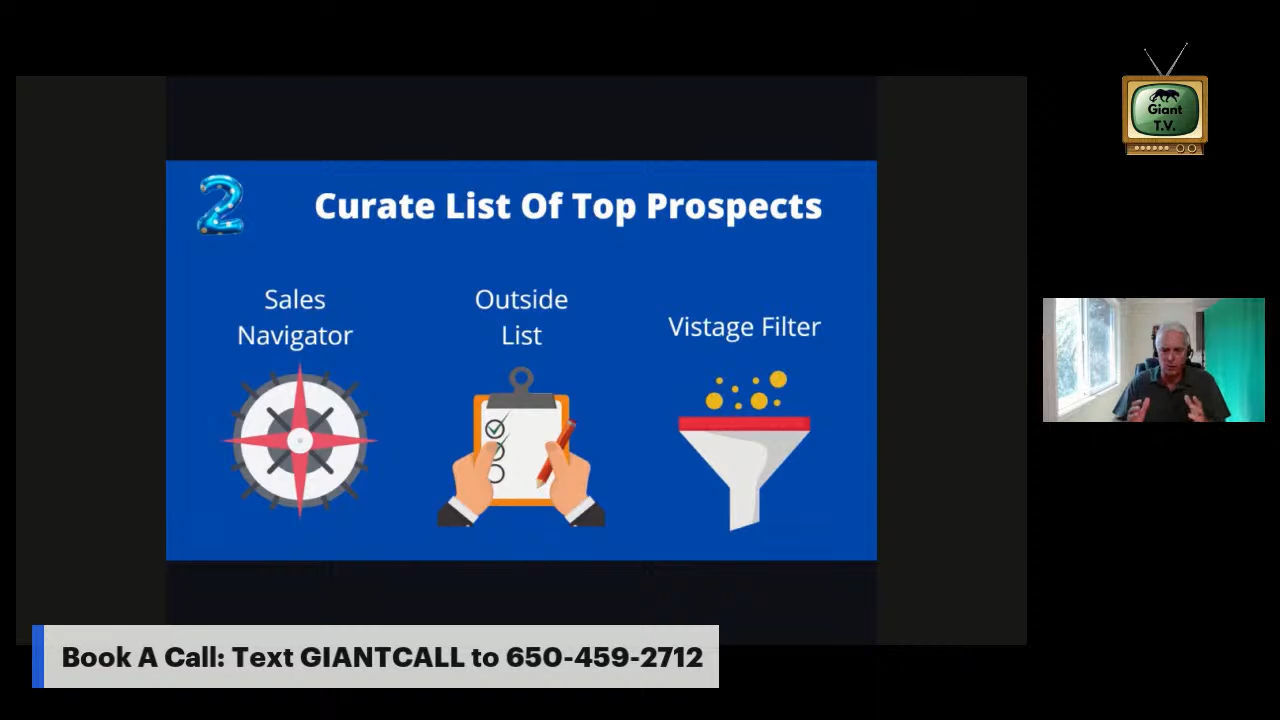 Giant
T.V.
2
Curate List Of Top Prospects
Sales
Navigator
Outside
List
Vistage Filter
Book A Call: Text GIANTCALL to 650-459-2712